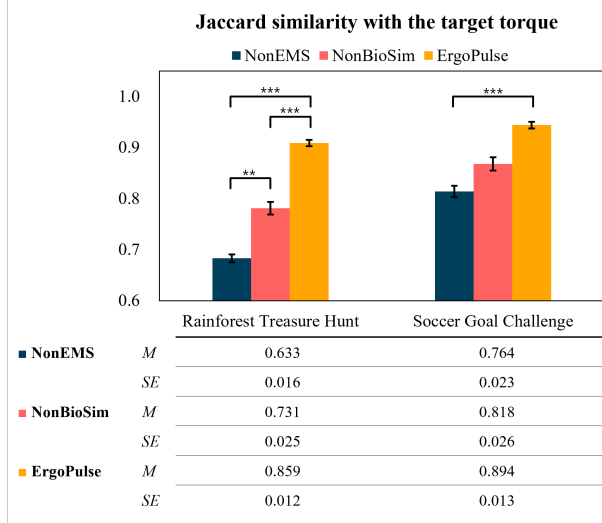 Jaccard similarity with the target torque
NonEMS NonBioSim ErgoPulse
1.0
0.9
0.8
0.7
0.6
***
***
**
***
Rainforest Treasure Hunt Soccer Goal Challenge
NonEMS M 0.633 0.764
SE 0.016 0.023
NonBioSim M 0.731 0.818
SE 0.025 0.026
ErgoPulse M 0.859 0.894
SE 0.012 0.013